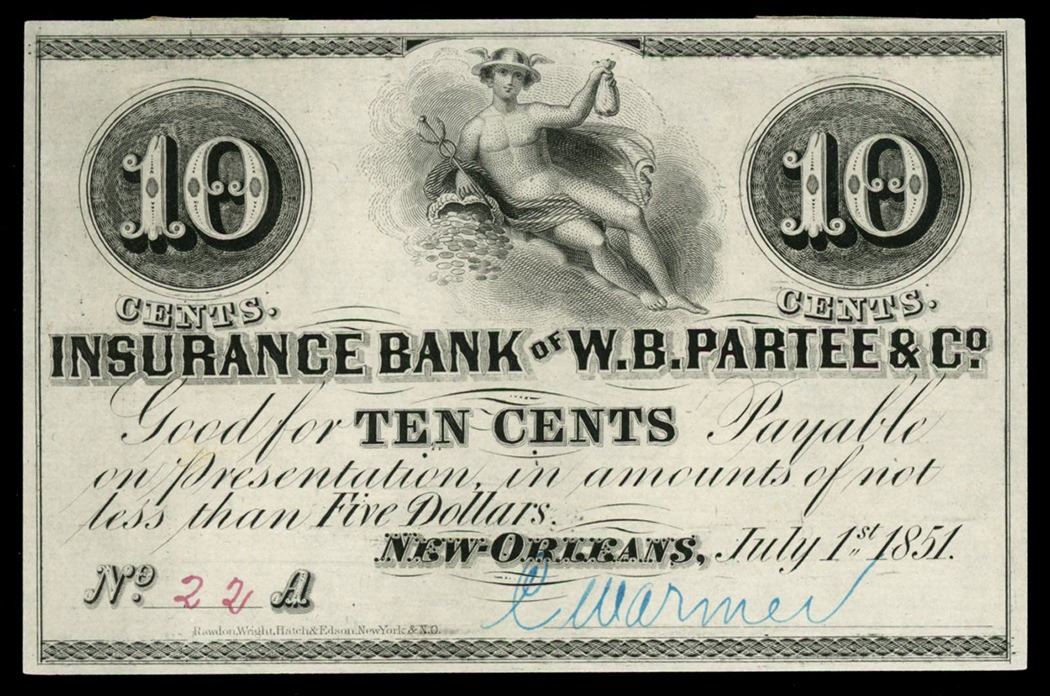 10 10
CENTS. CENTS.
INSURANCE BANK OF W.B. PARTEE & Cº
Good for TEN CENTS Payable
on presentation, in amounts of not
less than Five Dollars.
NEW-ORLEANS, July 1st 1851.
Nº 22 A
Rawdon, Wright, Hatch & Edson, New York & N.O.